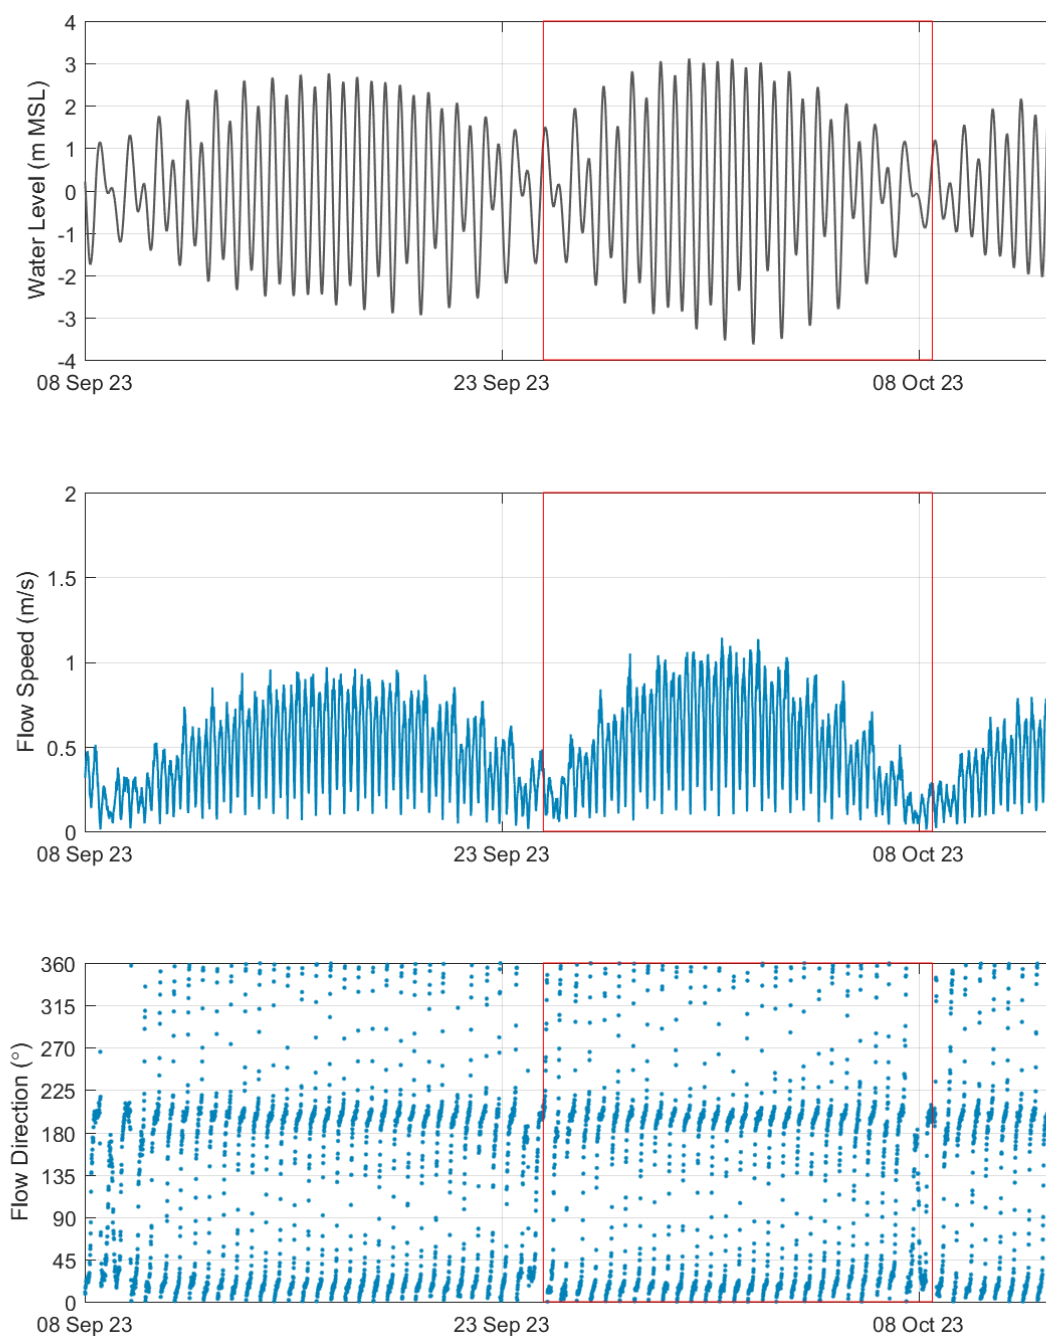 Water Level (m MSL)
4
3
2
1
0
-1
-2
-3
-4
08 Sep 23
23 Sep 23
08 Oct 23
Flow Speed (m/s)
2
1.5
1
0.5
0
08 Sep 23
23 Sep 23
08 Oct 23
Flow Direction (°)
360
315
270
225
180
135
90
45
0
08 Sep 23
23 Sep 23
08 Oct 23